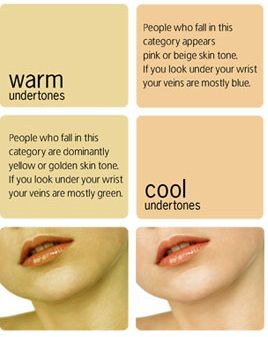 warm
undertones
People who fall in this
category appears
pink or beige skin tone.
If you look under your wrist
your veins are mostly blue.
People who fall in this
category are dominantly
yellow or golden skin tone.
If you look under your wrist
your veins are mostly green.
cool
undertones